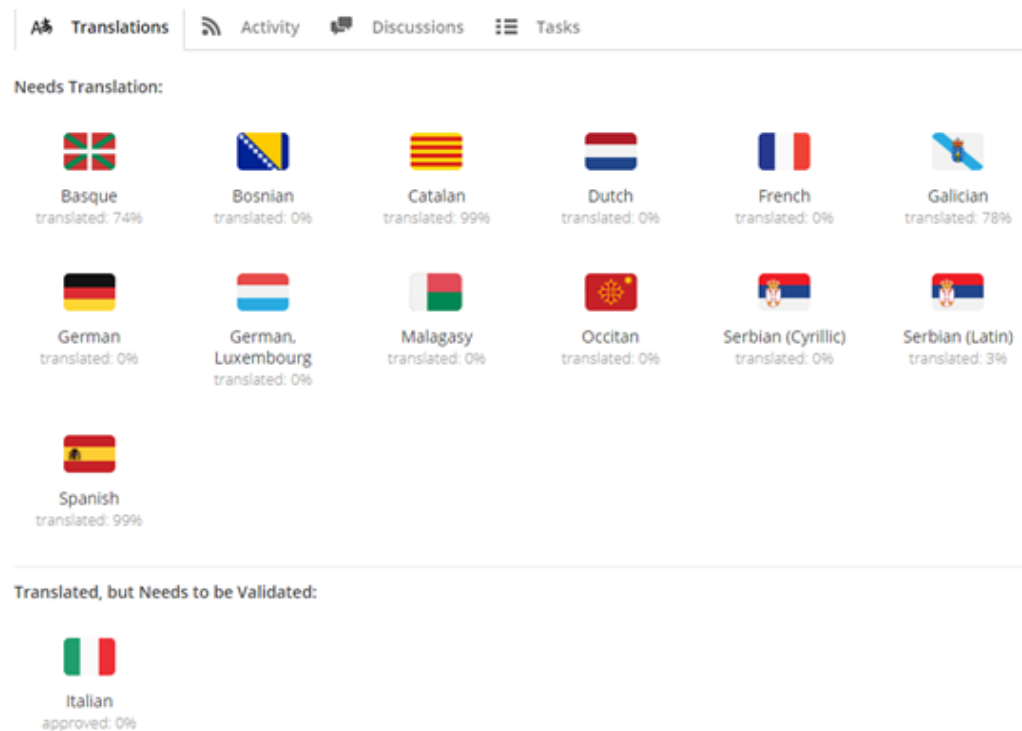 Translations Activity Discussions Tasks
Needs Translation:
Basque Bosnian Catalan Dutch French Galician
translated: 74% translated: 0% translated: 99% translated: 0% translated: 0% translated: 78%
German German, Malagasy Occitan Serbian (Cyrillic) Serbian (Latin)
translated: 0% Luxembourg translated: 0% translated: 0% translated: 0% translated: 3%
translated: 0%
Spanish
translated: 99%
Translated, but Needs to be Validated:
Italian
approved: 0%